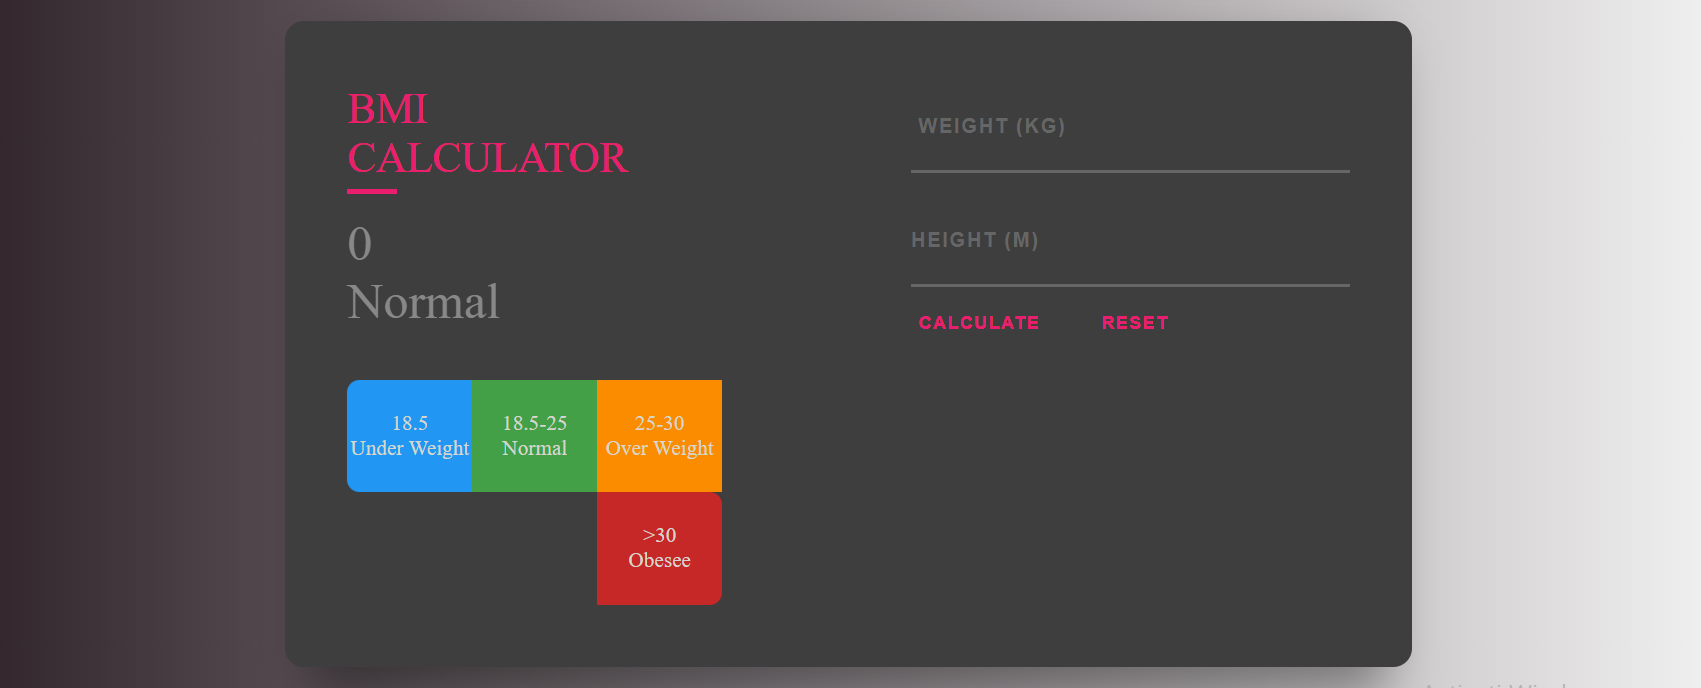 BMI
CALCULATOR
0
Normal
18.5
Under Weight
18.5-25
Normal
25-30
Over Weight
>30
Obesee
WEIGHT (KG)
HEIGHT (M)
CALCULATE
RESET